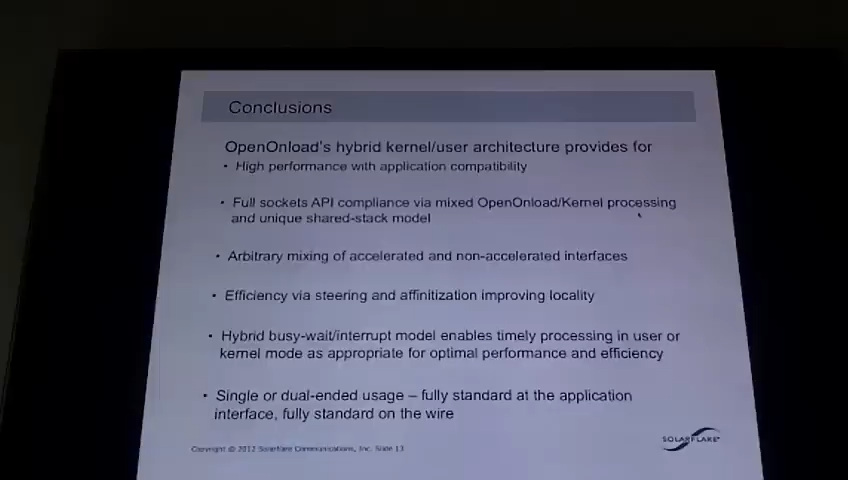 Conclusions
OpenOnload's hybrid kernel/user architecture provides for
• High performance with application compatibility
• Full sockets API compliance via mixed OpenOnload/Kernel processing
and unique shared-stack model
• Arbitrary mixing of accelerated and non-accelerated interfaces
• Efficiency via steering and affinitization improving locality
• Hybrid busy-wait/interrupt model enables timely processing in user or
kernel mode as appropriate for optimal performance and efficiency
• Single or dual-ended usage – fully standard at the application
interface, fully standard on the wire
SOLARFLARE
Copyright © 2012 Solarflare Communications, Inc. Slide 13